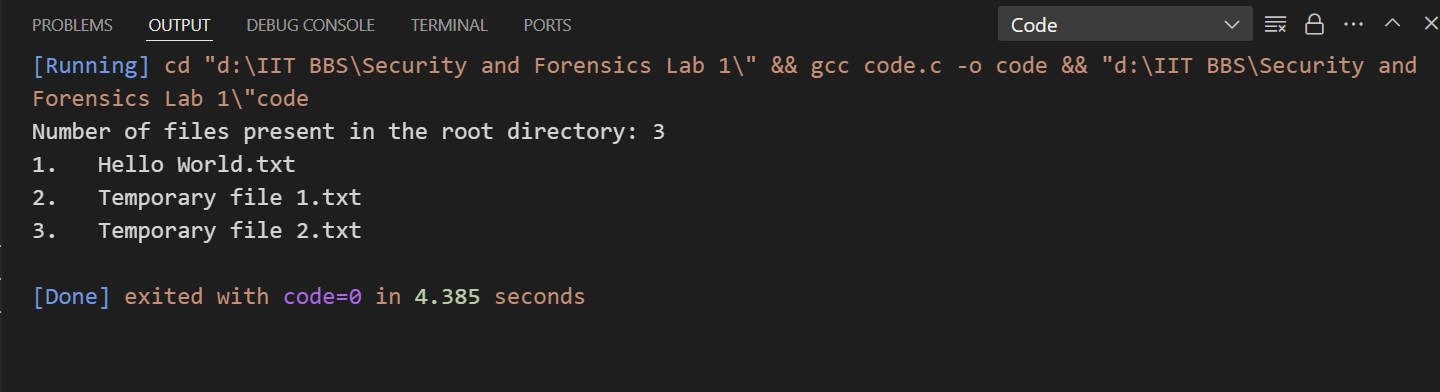 PROBLEMS OUTPUT DEBUG CONSOLE TERMINAL PORTS Code
[Running] cd "d:\IIT BBS\Security and Forensics Lab 1\" && gcc code.c -o code && "d:\IIT BBS\Security and
Forensics Lab 1\"code
Number of files present in the root directory: 3
1.   Hello World.txt
2.   Temporary file 1.txt
3.   Temporary file 2.txt
[Done] exited with code=0 in 4.385 seconds